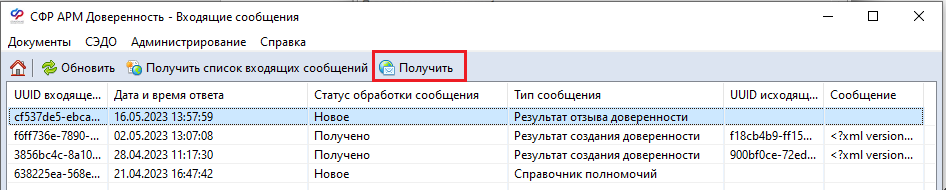 СФР АРМ Доверенность - Входящие сообщения
Документы СЭДО Администрирование Справка
Обновить Получить список входящих сообщений Получить
UUID входяще... Дата и время ответа Статус обработки сообщения Тип сообщения UUID исходящ... Сообщение
cf537de5-ebca... 16.05.2023 13:57:59 Новое Результат отзыва доверенности
f6ff736e-7890-... 02.05.2023 13:07:08 Получено Результат создания доверенности f18cb4b9-ff15... <?xml version...
3856bc4c-8a10... 28.04.2023 11:17:30 Получено Результат создания доверенности 900bf0ce-72ed... <?xml version...
638225ea-568e... 21.04.2023 16:47:42 Новое Справочник полномочий